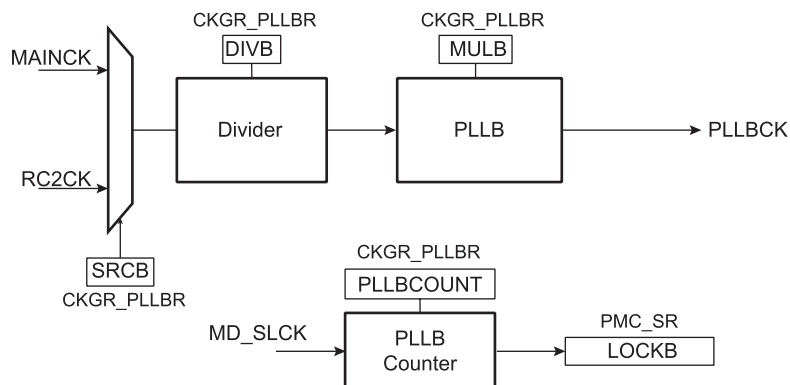 CKGR_PLLBR
CKGR_PLLBR
DIVB
MULB
MAINCK
Divider
PLLB
PLLBCK
RC2CK
SRCB
CKGR_PLLBR
CKGR_PLLBR
PLLBCOUNT
MD_SLCK
PLLB
Counter
PMC_SR
LOCKB